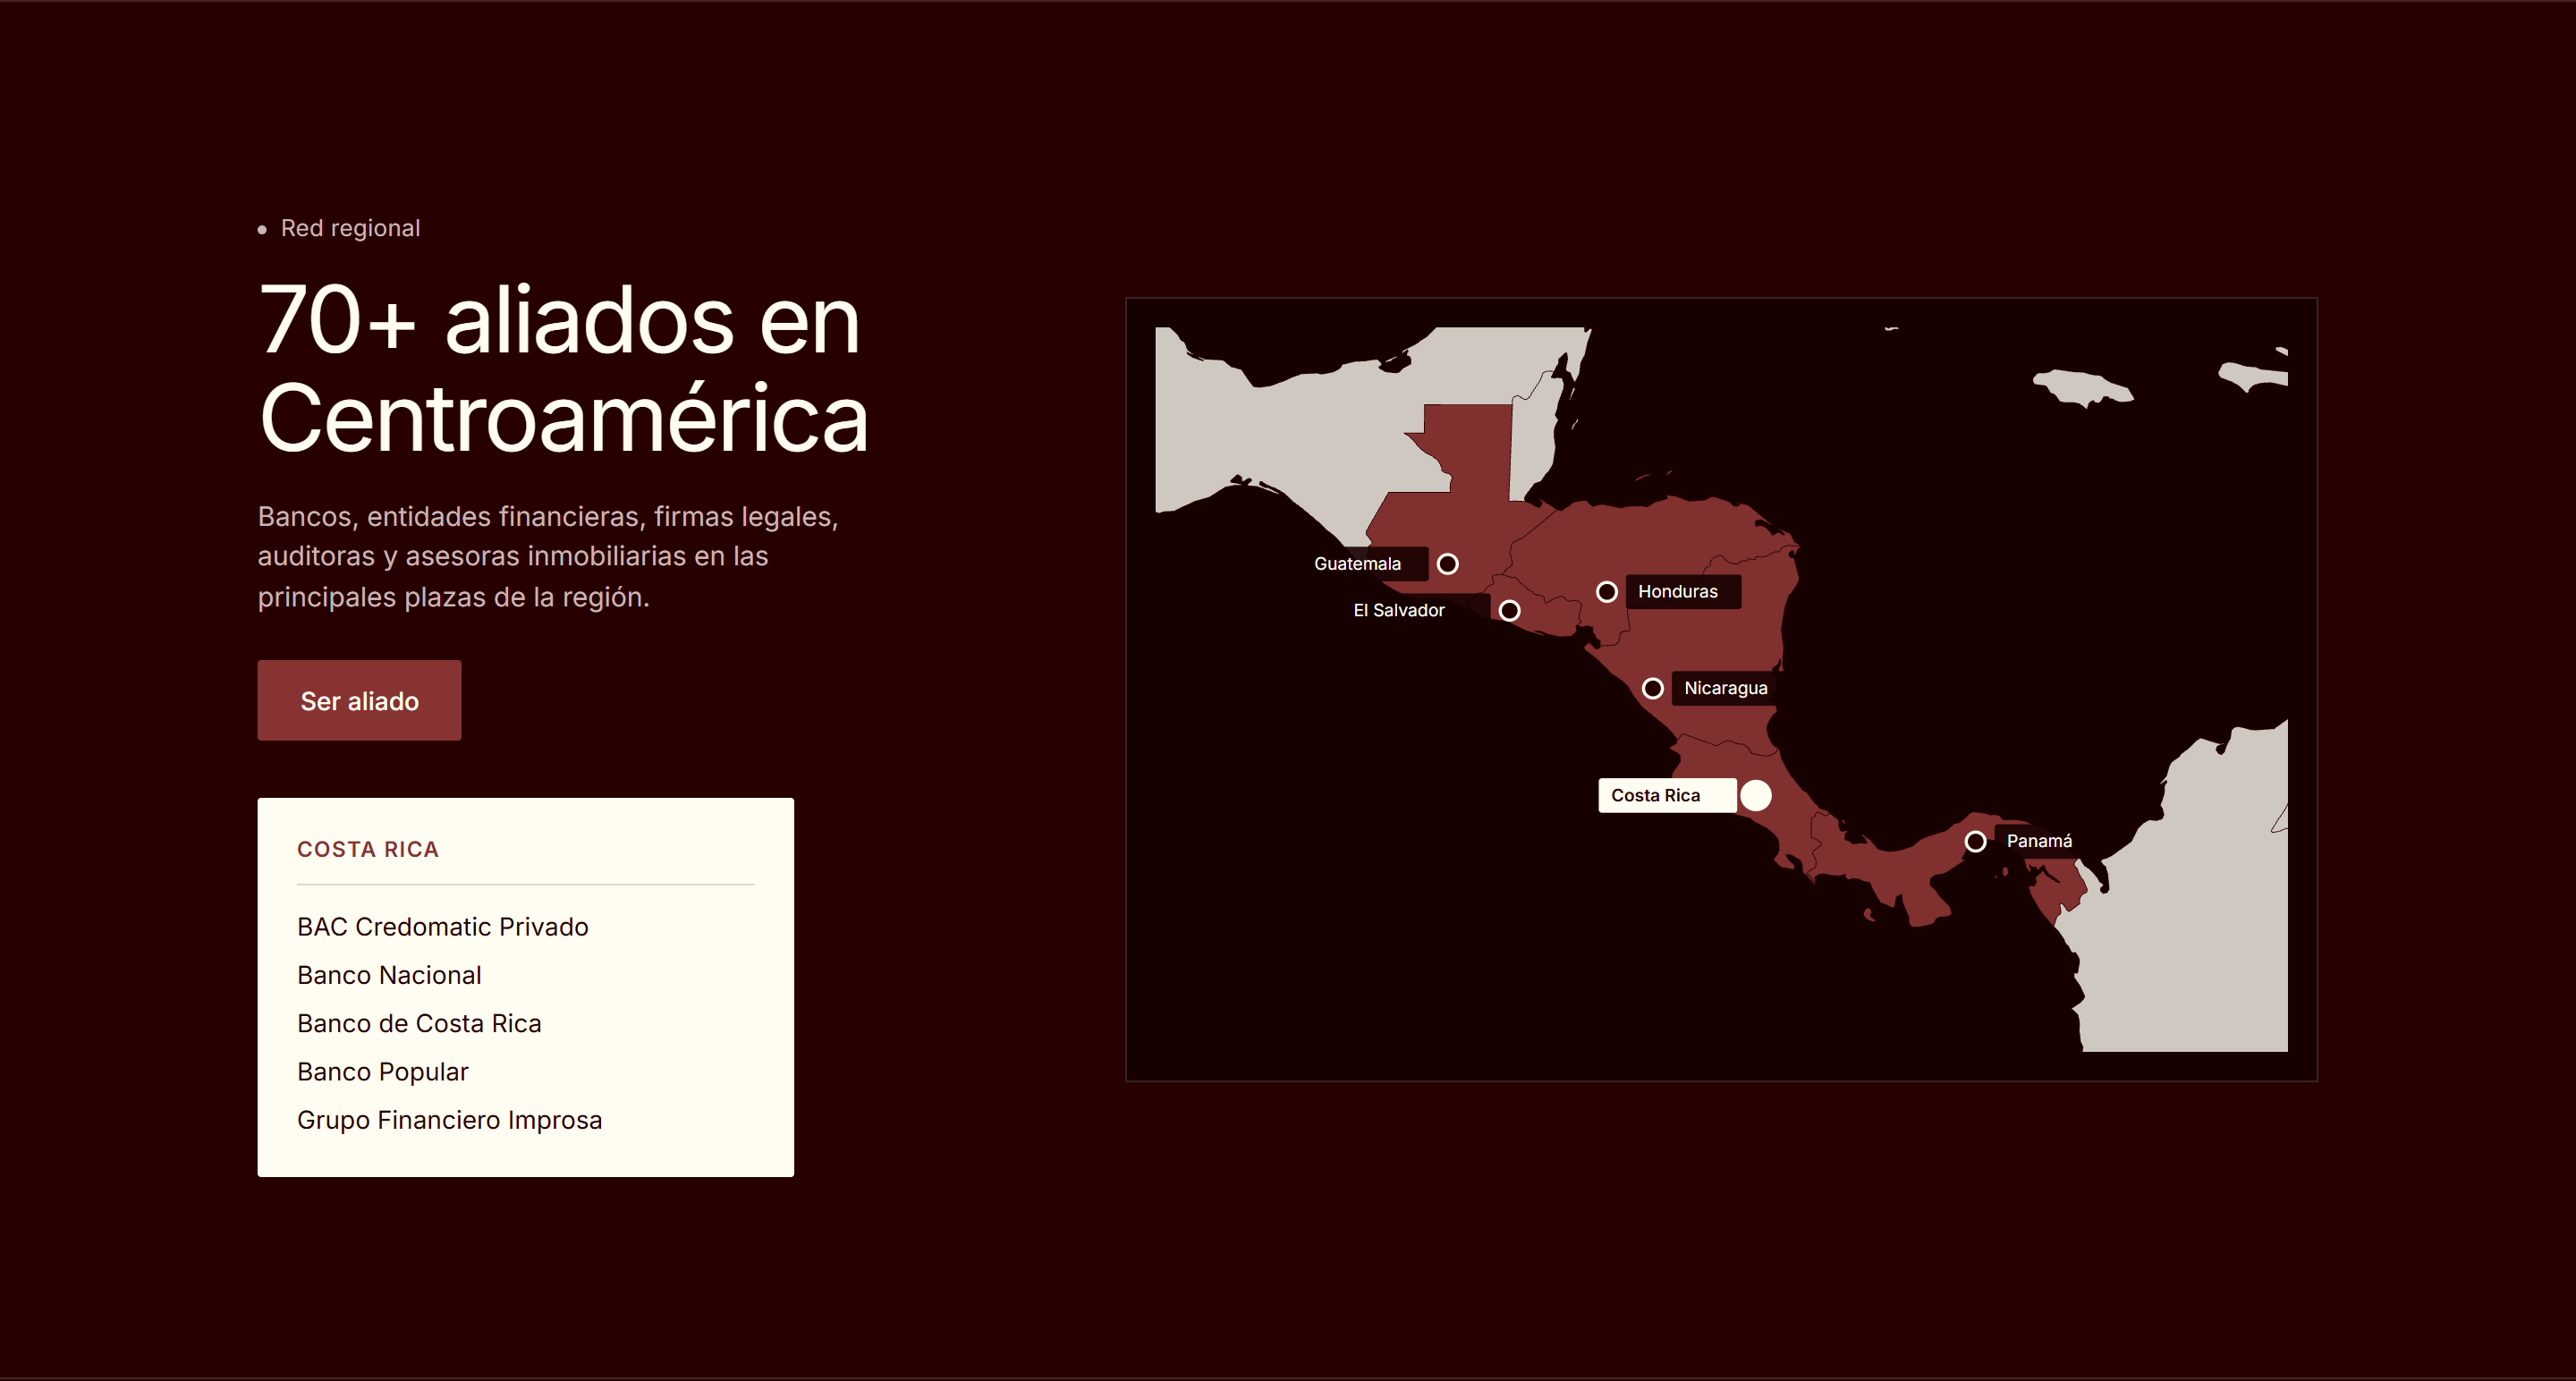 Red regional
70+ aliados en
Centroamérica
Bancos, entidades financieras, firmas legales,
auditoras y asesoras inmobiliarias en las
principales plazas de la región.
Ser aliado
COSTA RICA
BAC Credomatic Privado
Banco Nacional
Banco de Costa Rica
Banco Popular
Grupo Financiero Improsa
Guatemala
Honduras
El Salvador
Nicaragua
Costa Rica
Panamá